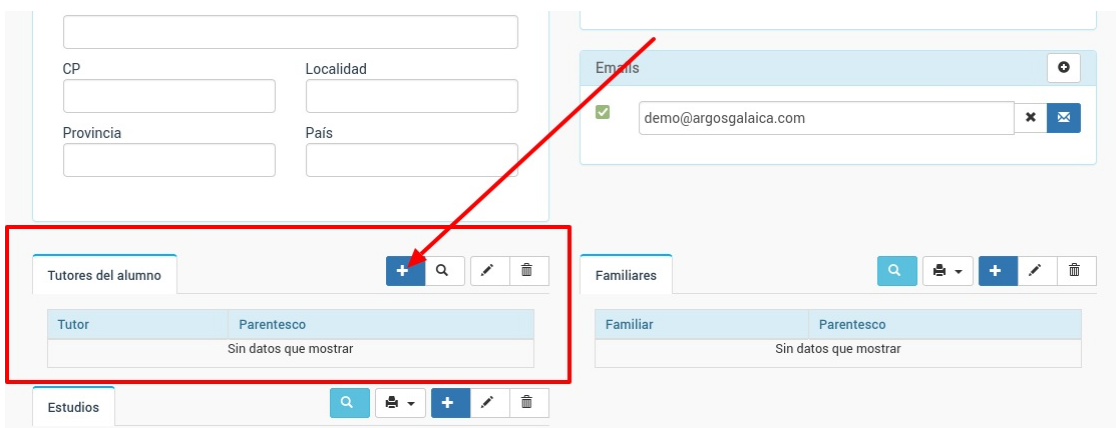 CP
Localidad
Provincia
País
Emails
demo@argosgalaica.com
Tutores del alumno
Tutor
Parentesco
Sin datos que mostrar
Familiares
Familiar
Parentesco
Sin datos que mostrar
Estudios